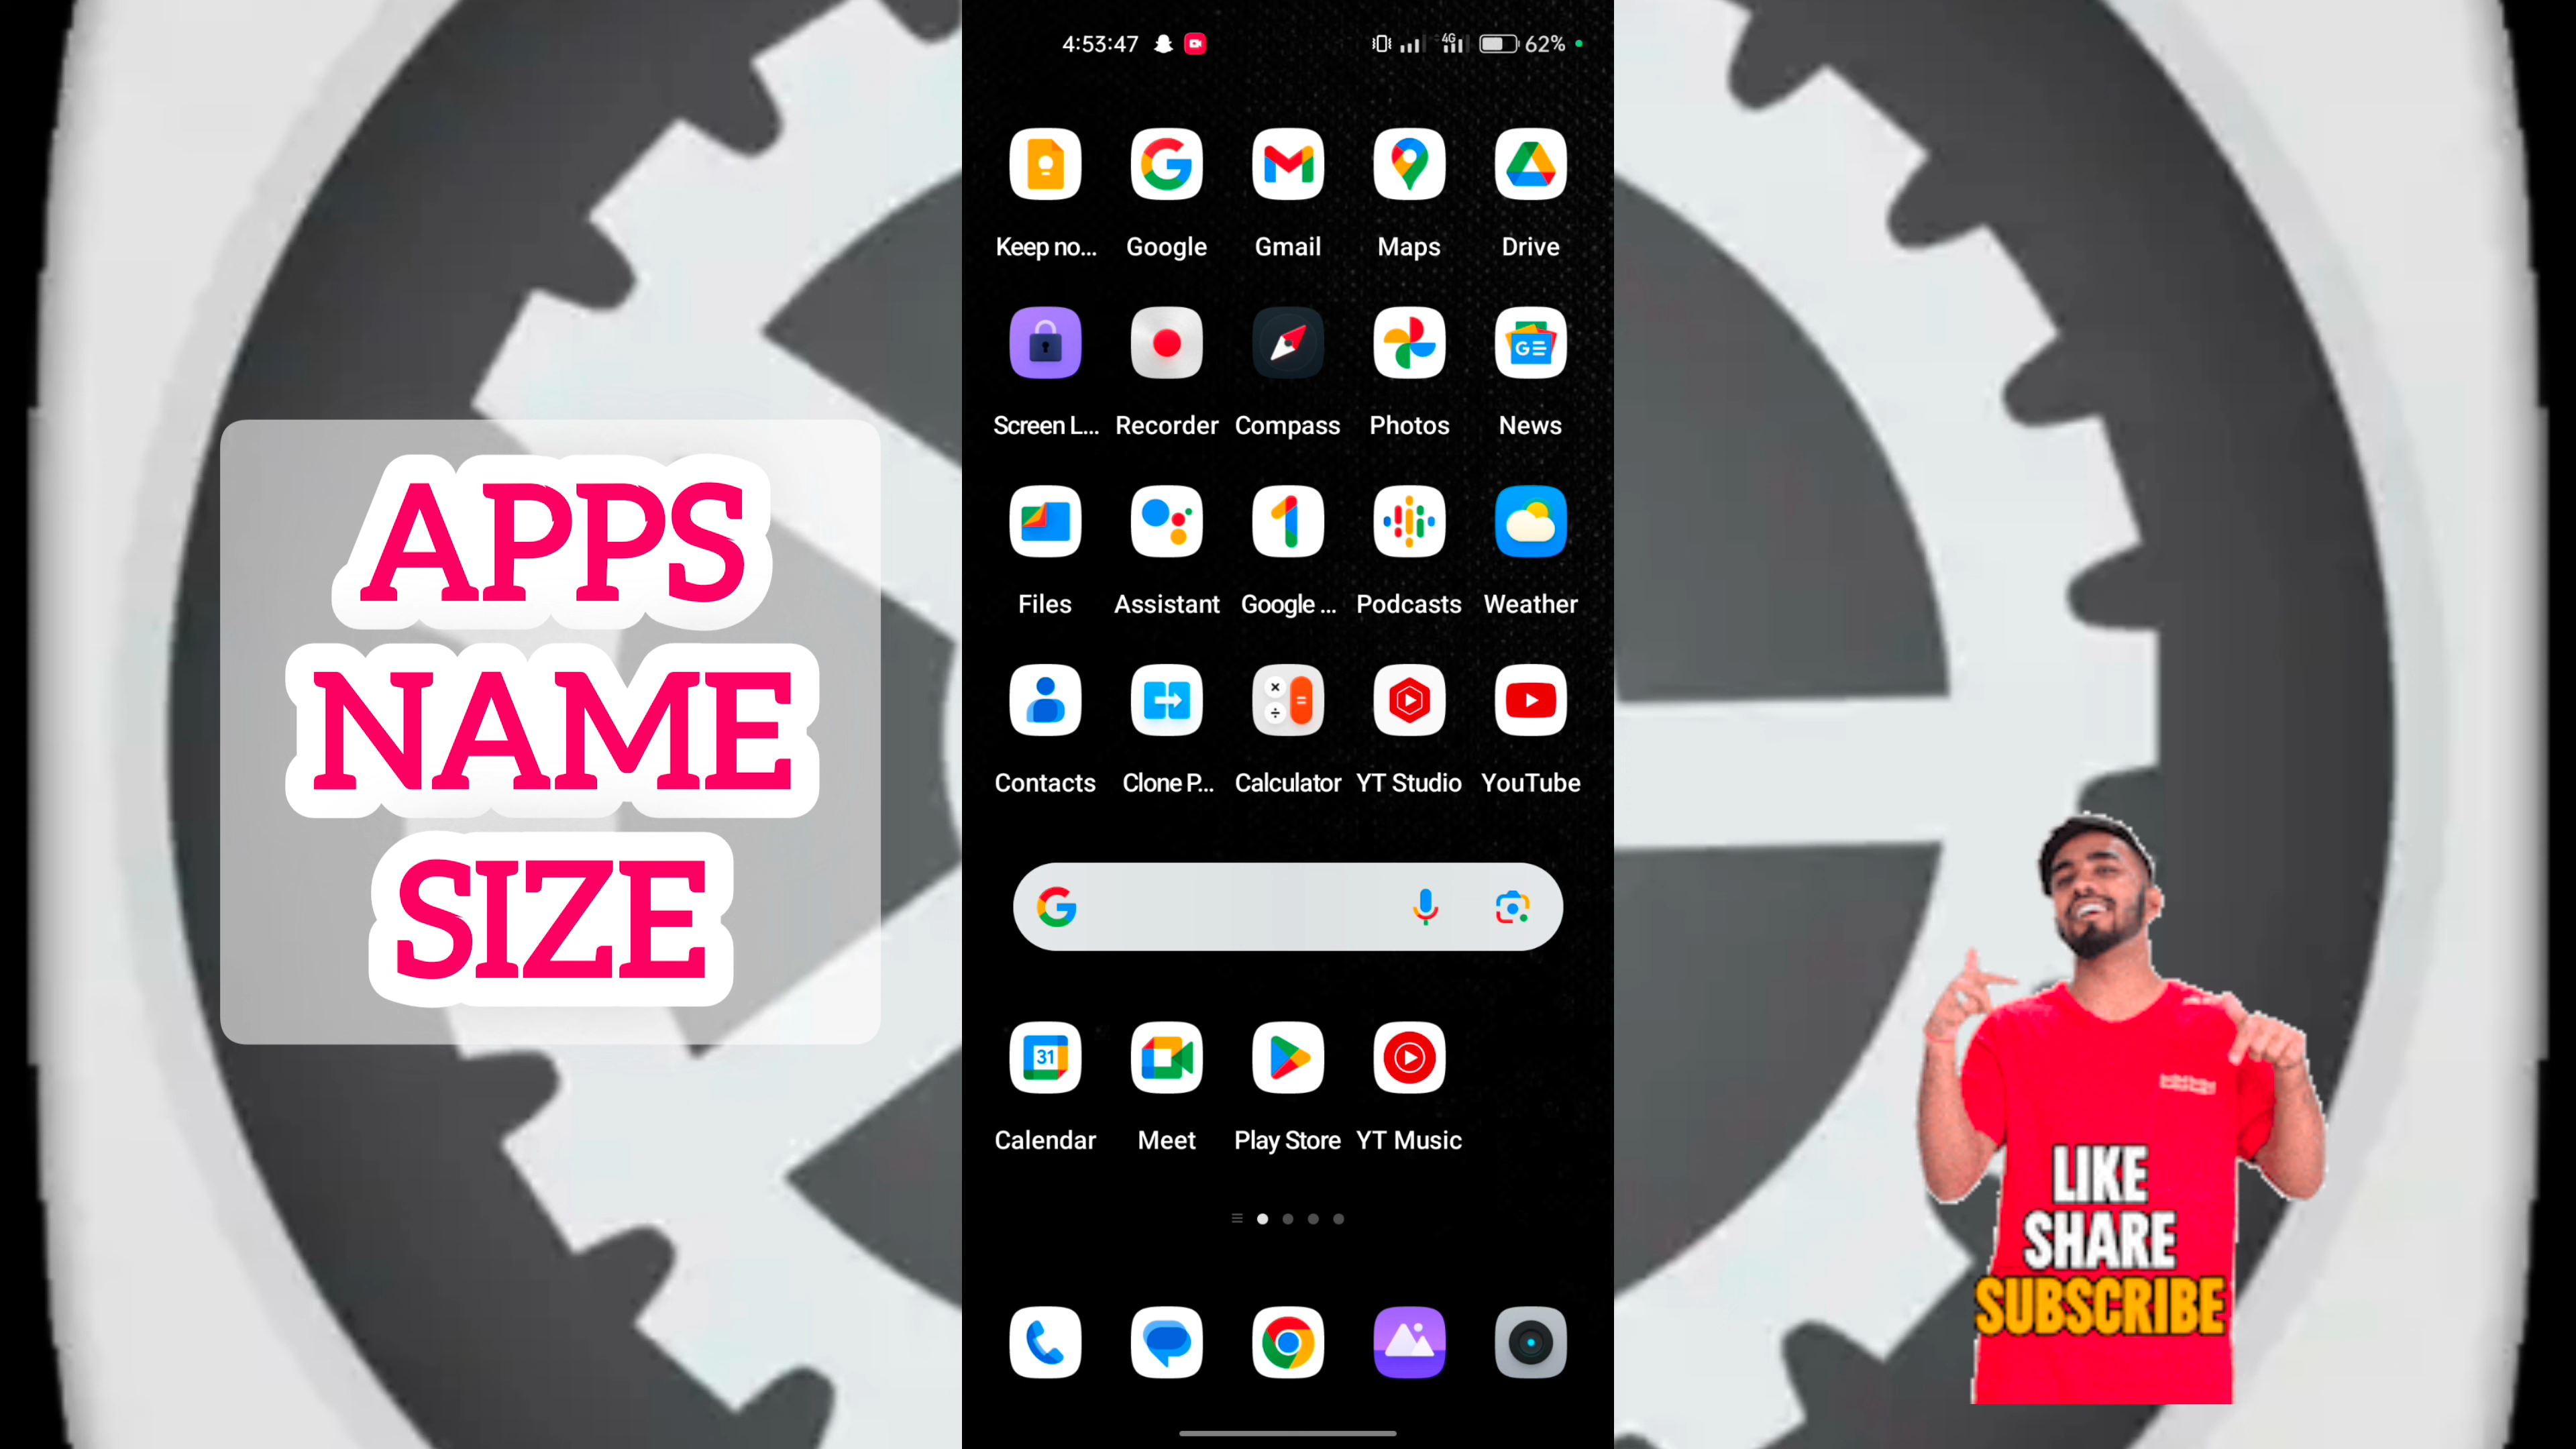 4:53:47
4G
62%
Keep no...
Google
Gmail
Maps
Drive
Screen L...
Recorder
Compass
Photos
News
APPS
NAME
SIZE
Files
Assistant
Google ...
Podcasts
Weather
Contacts
Clone P...
Calculator
YT Studio
YouTube
31
Calendar
Meet
Play Store
YT Music
LIKE
SHARE
SUBSCRIBE